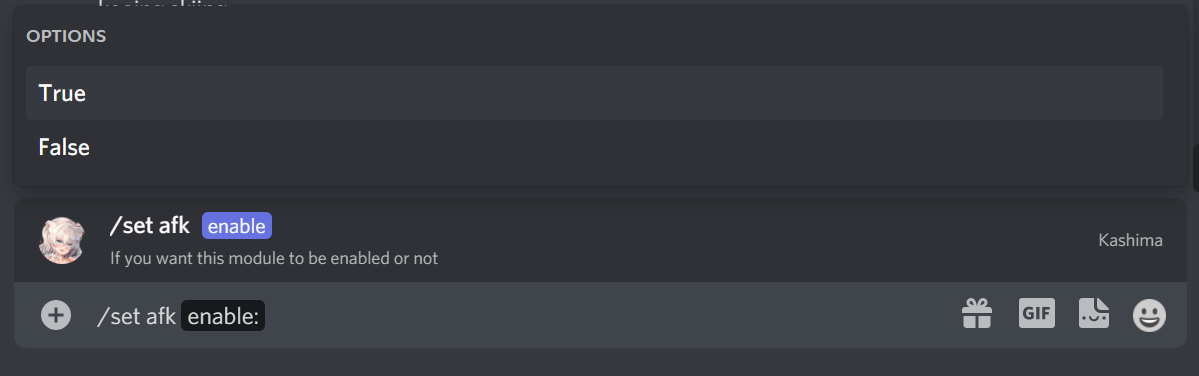 OPTIONS
True
False
/set afk enable
Kashima
If you want this module to be enabled or not
/set afk enable:
GIF